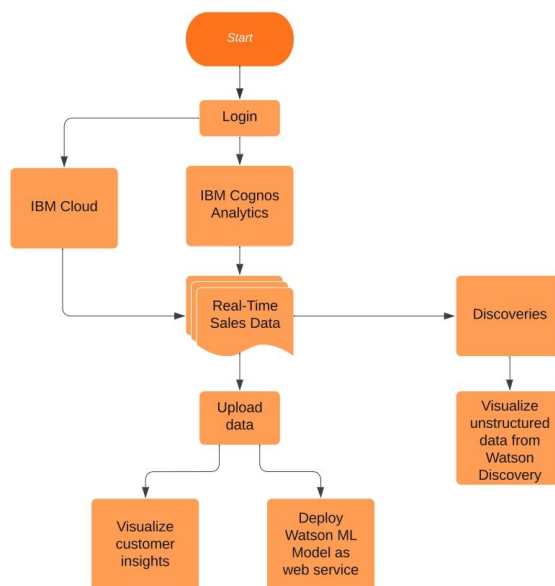 Start
Login
IBM Cloud
IBM Cognos
Analytics
Real-Time
Sales Data
Discoveries
Upload
data
Visualize
unstructured
data from
Watson
Discovery
Visualize
customer
insights
Deploy
Watson ML
Model as
web service